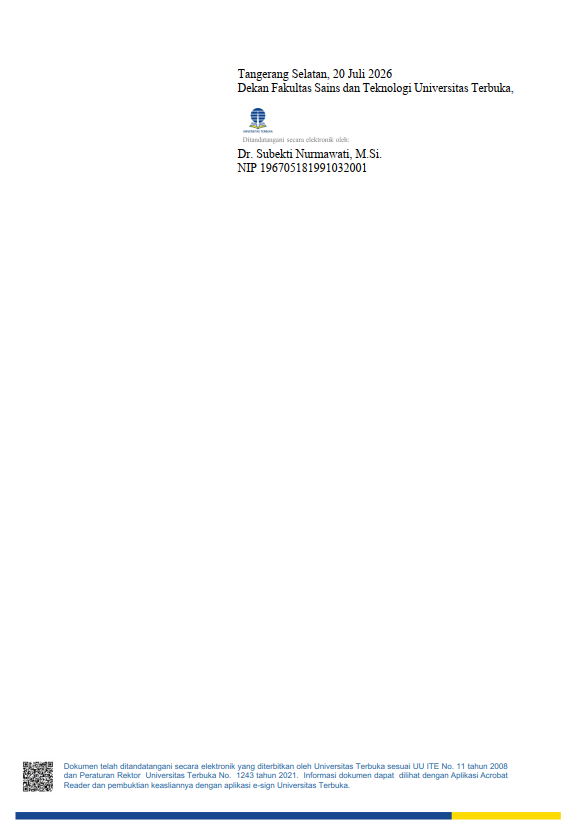 Tangerang Selatan, 20 Juli 2026
Dekan Fakultas Sains dan Teknologi Universitas Terbuka,
UNIVERSITAS TERBUKA
Ditandatangani secara elektronik oleh:
Dr. Subekti Nurmawati, M.Si.
NIP 196705181991032001
Dokumen telah ditandatangani secara elektronik yang diterbitkan oleh Universitas Terbuka sesuai UU ITE No. 11 tahun 2008
dan Peraturan Rektor Universitas Terbuka No. 1243 tahun 2021. Informasi dokumen dapat dilihat dengan Aplikasi Acrobat
Reader dan pembuktian keasliannya dengan aplikasi e-sign Universitas Terbuka.